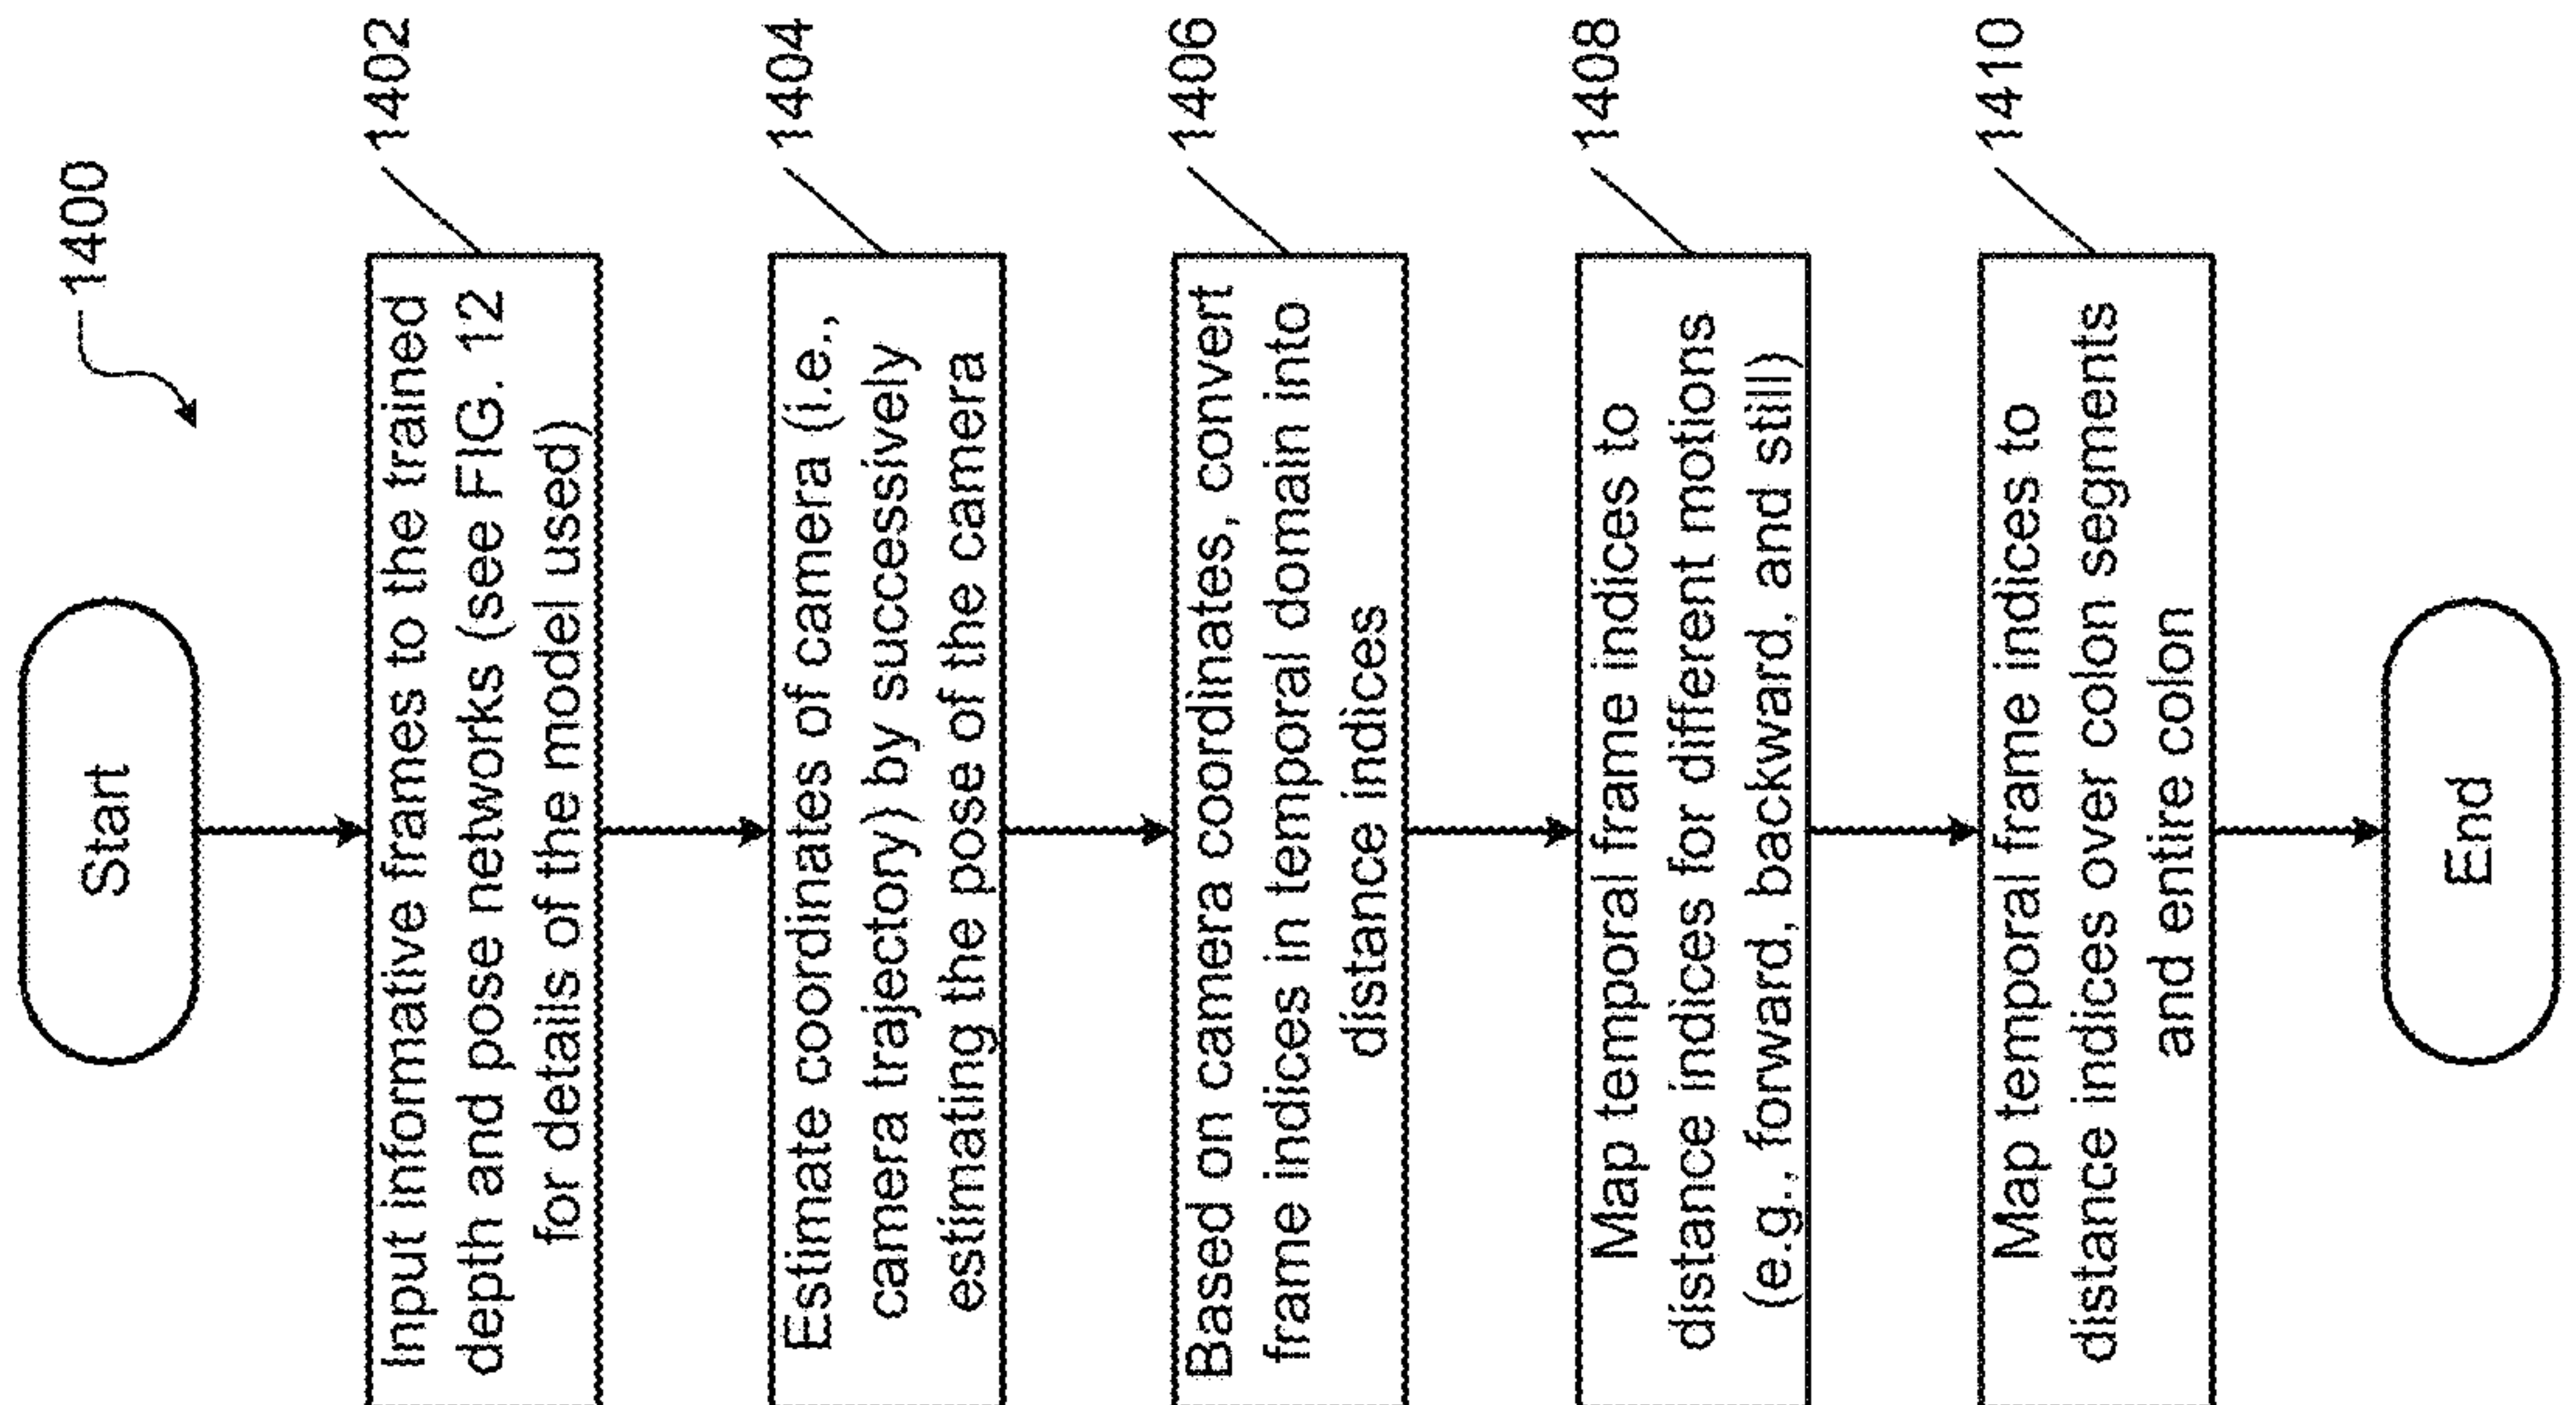 1400
Start
Input informative frames to the trained
depth and pose networks (see FIG. 12
for details of the model used)
1402
Estimate coordinates of camera (i.e.,
camera trajectory) by successively
estimating the pose of the camera
1404
Based on camera coordinates, convert
frame indices in temporal domain into
distance indices
1406
Map temporal frame indices to
distance indices for different motions
(e.g., forward, backward, and still)
1408
Map temporal frame indices to
distance indices over colon segments
and entire colon
1410
End